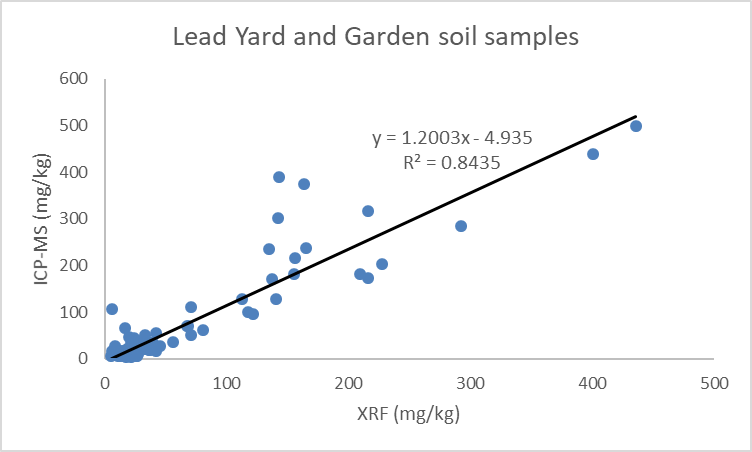 Lead Yard and Garden soil samples
600
500
400
300
200
100
0
ICP-MS (mg/kg)
y = 1.2003x - 4.935
R² = 0.8435
0 100 200 300 400 500
XRF (mg/kg)